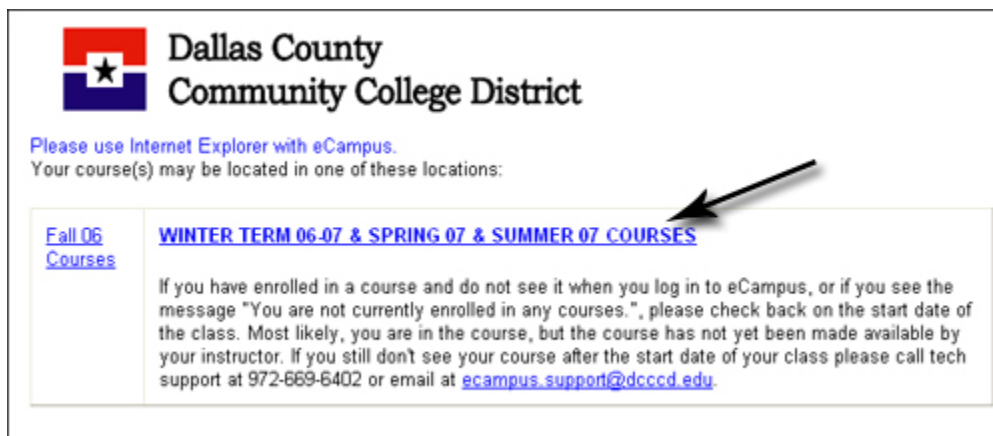 Dallas County
Community College District
Please use Internet Explorer with eCampus.
Your course(s) may be located in one of these locations:
Fall 06
Courses
WINTER TERM 06-07 & SPRING 07 & SUMMER 07 COURSES
If you have enrolled in a course and do not see it when you log in to eCampus, or if you see the
message "You are not currently enrolled in any courses.", please check back on the start date of
the class. Most likely, you are in the course, but the course has not yet been made available by
your instructor. If you still don't see your course after the start date of your class please call tech
support at 972-669-6402 or email at ecampus.support@dcccd.edu.